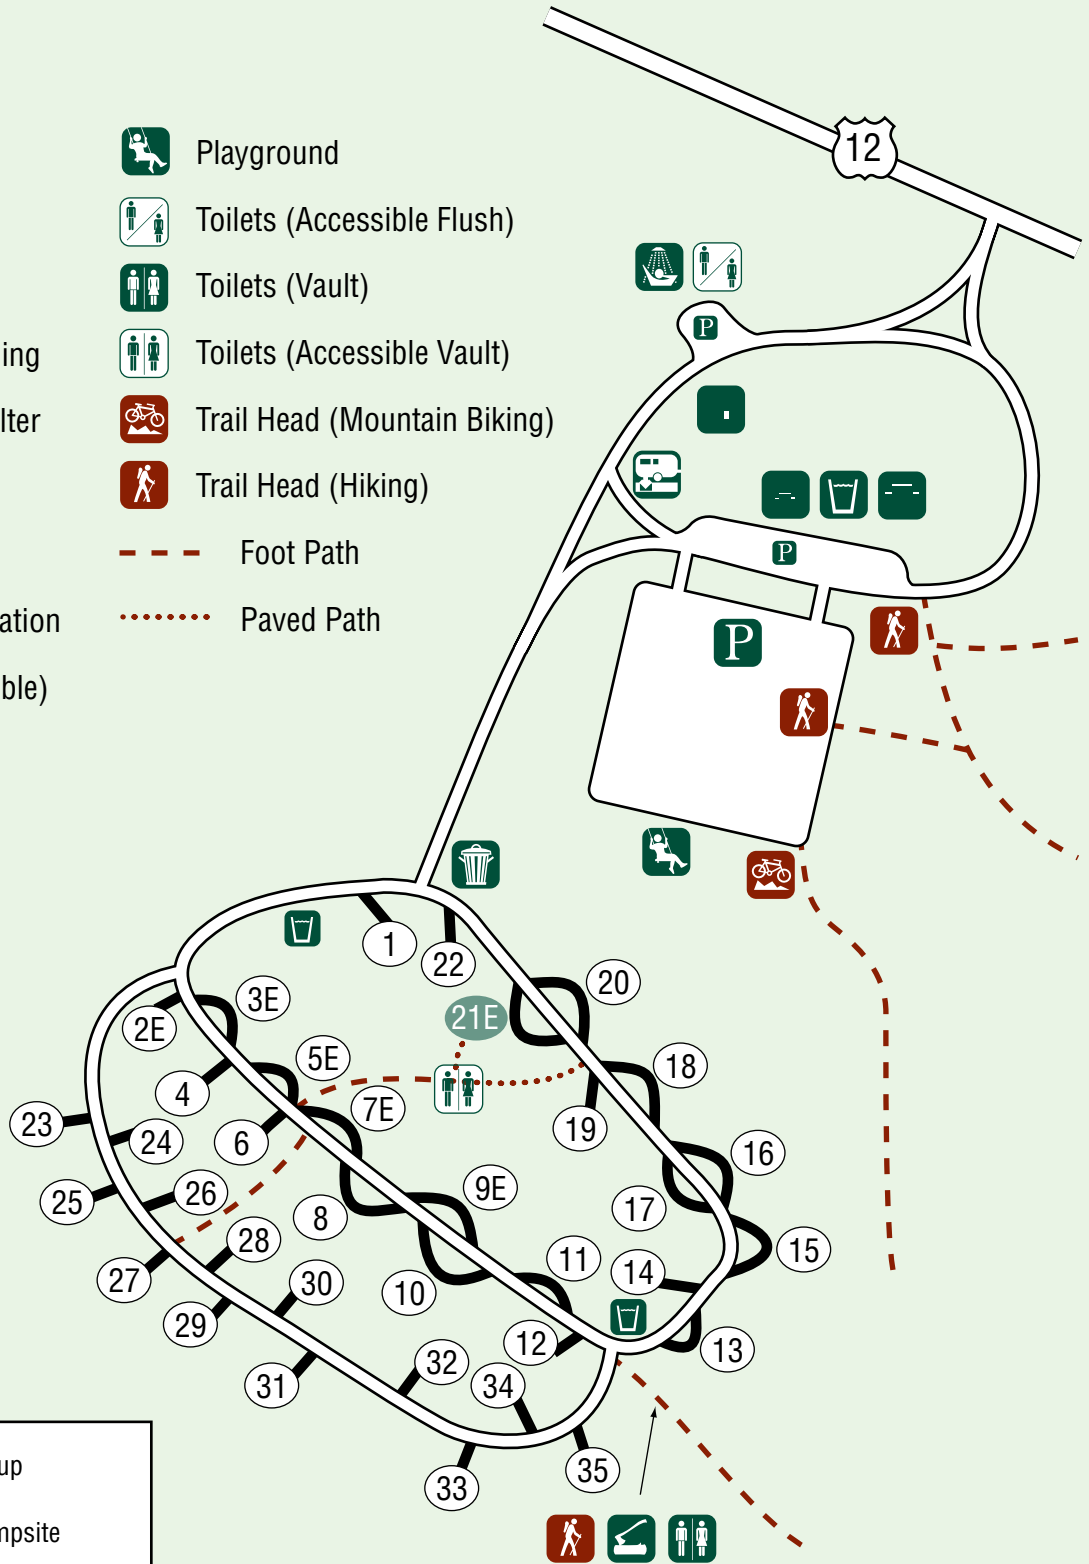 12
Playground
Toilets (Accessible Flush)
Toilets (Vault)
ing
Toilets (Accessible Vault)
lter
Trail Head (Mountain Biking)
Trail Head (Hiking)
Foot Path
ation
Paved Path
ble)
P
P
P
1
22
20
3E
2E
21E
5E
18
4
7E
23
24
6
19
16
25
26
9E
17
8
28
11
15
27
30
14
10
29
12
13
32
31
34
33
35
up
mpsite